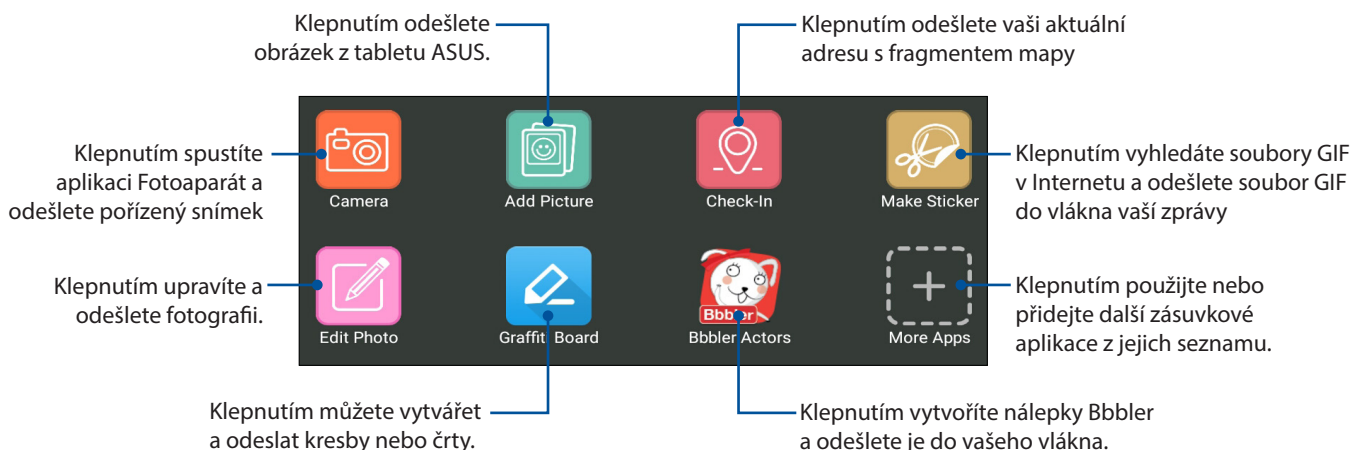 Klepnutím odešlete
obrázek z tabletu ASUS.
Klepnutím odešlete vaši aktuální
adresu s fragmentem mapy
Klepnutím spustíte
aplikaci Fotoaparát a
odešlete pořízený snímek
Camera
Add Picture
Check-In
Make Sticker
Klepnutím vyhledáte soubory GIF
v Internetu a odešlete soubor GIF
do vlákna vaší zprávy
Klepnutím upravíte a
odešlete fotografii.
Bbbler
Edit Photo
Graffiti Board
Bbbler Actors
More Apps
Klepnutím použijte nebo
přidejte další zásuvkové
aplikace z jejich seznamu.
Klepnutím můžete vytvářet
a odeslat kresby nebo črty.
Klepnutím vytvoříte nálepky Bbbler
a odešlete je do vašeho vlákna.